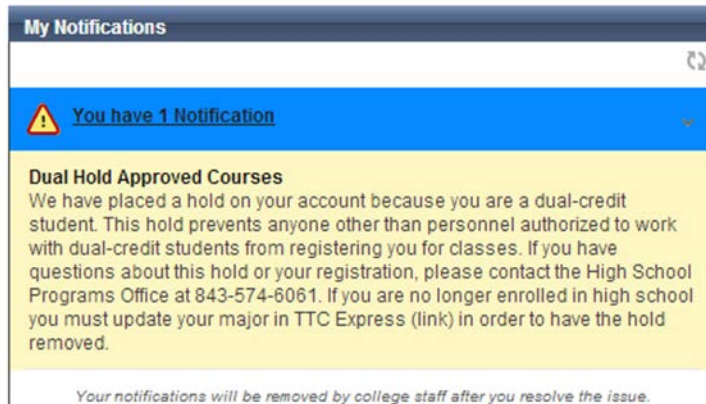 My Notifications
You have 1 Notification
Dual Hold Approved Courses
We have placed a hold on your account because you are a dual-credit
student. This hold prevents anyone other than personnel authorized to work
with dual-credit students from registering you for classes. If you have
questions about this hold or your registration, please contact the High School
Programs Office at 843-574-6061. If you are no longer enrolled in high school
you must update your major in TTC Express (link) in order to have the hold
removed.
Your notifications will be removed by college staff after you resolve the issue.